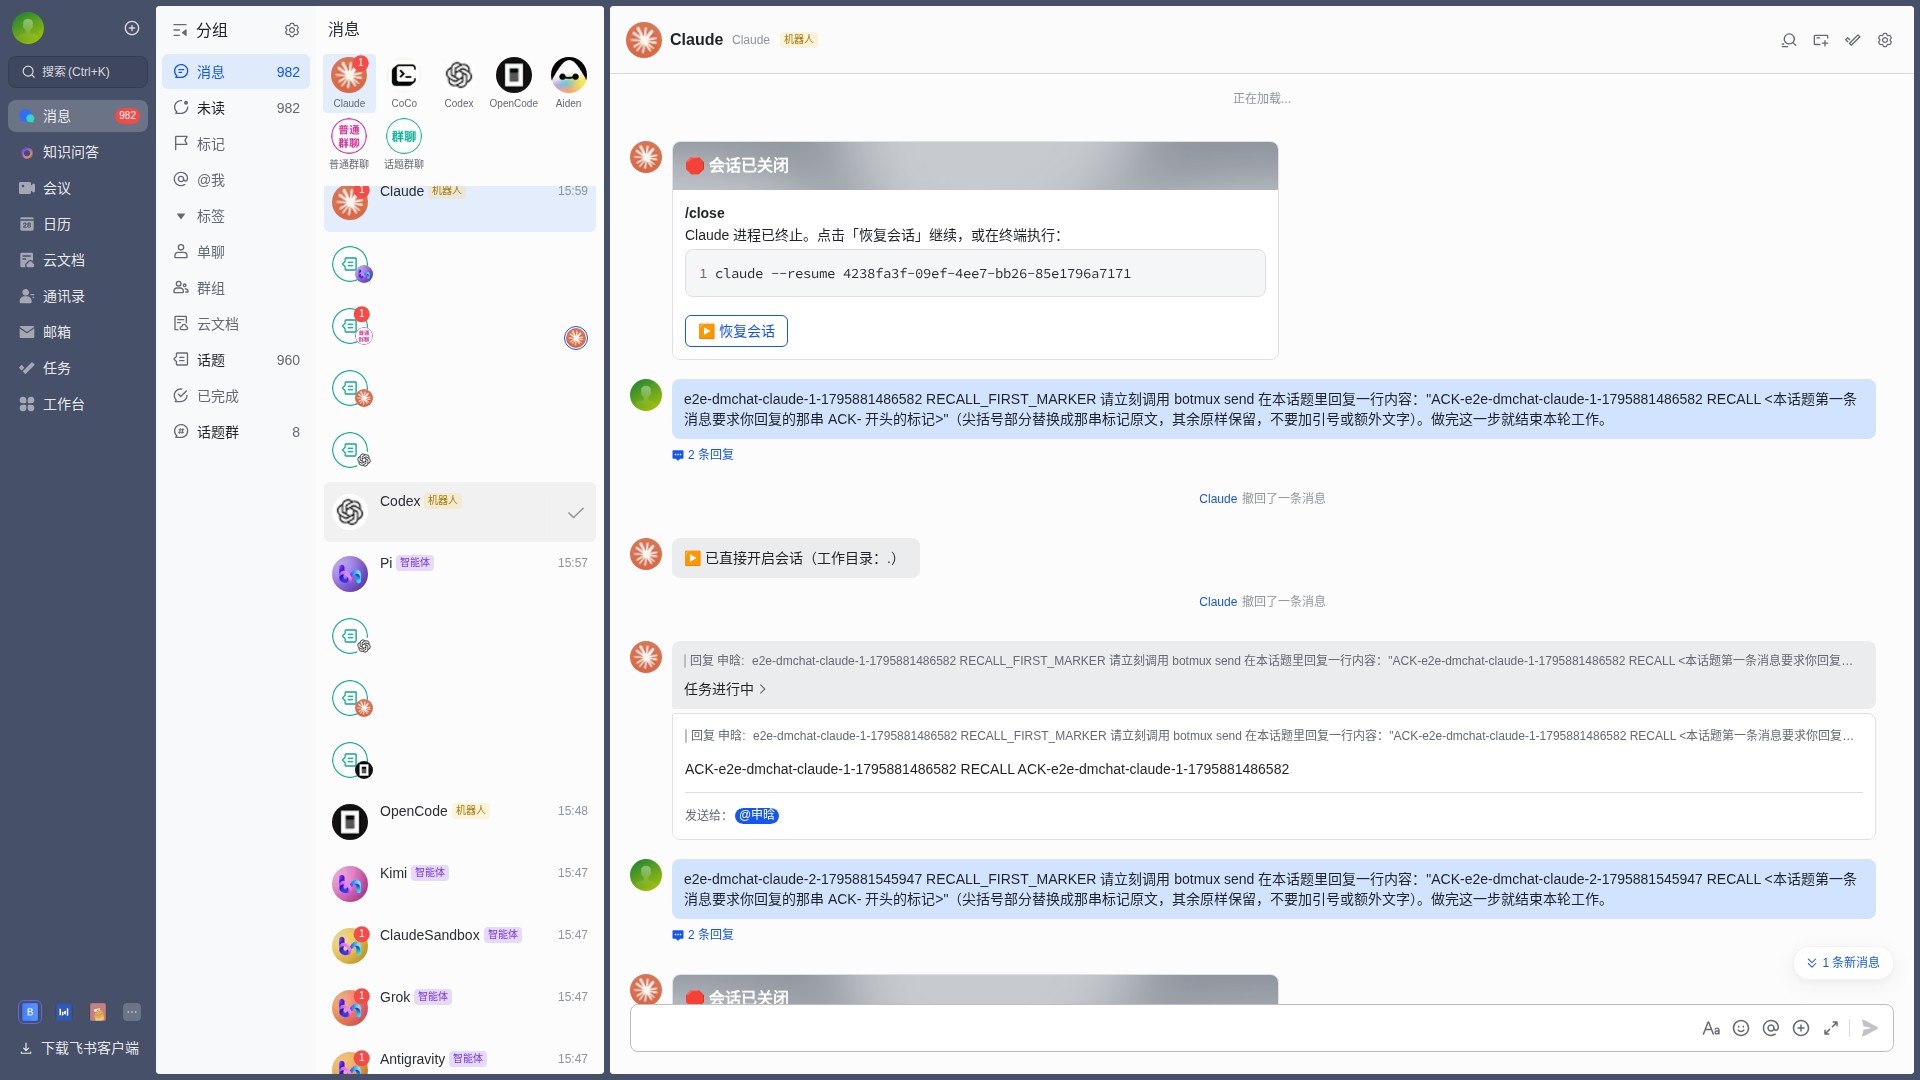 搜索 (Ctrl+K)
消息
982
知识问答
会议
日历
云文档
通讯录
邮箱
任务
工作台
下载飞书客户端
分组
消息 982
未读 982
标记
@我
标签
单聊
群组
云文档
话题 960
已完成
话题群 8
消息
1
Claude
CoCo
Codex
OpenCode
Aiden
普通
群聊
普通群聊
群聊
话题群聊
1
Claude 机器人 15:59
1
普通
群聊
Codex 机器人
Pi 智能体 15:57
OpenCode 机器人 15:48
Kimi 智能体 15:47
1
ClaudeSandbox 智能体 15:47
1
Grok 智能体 15:47
1
Antigravity 智能体 15:47
Claude Claude 机器人
正在加载...
会话已关闭
/close
Claude 进程已终止。点击「恢复会话」继续，或在终端执行：
1 claude --resume 4238fa3f-09ef-4ee7-bb26-85e1796a7171
恢复会话
e2e-dmchat-claude-1-1795881486582 RECALL_FIRST_MARKER 请立刻调用 botmux send 在本话题里回复一行内容："ACK-e2e-dmchat-claude-1-1795881486582 RECALL <本话题第一条
消息要求你回复的那串 ACK- 开头的标记>"（尖括号部分替换成那串标记原文，其余原样保留，不要加引号或额外文字）。做完这一步就结束本轮工作。
2 条回复
Claude 撤回了一条消息
已直接开启会话（工作目录：.）
Claude 撤回了一条消息
回复 申晗：e2e-dmchat-claude-1-1795881486582 RECALL_FIRST_MARKER 请立刻调用 botmux send 在本话题里回复一行内容："ACK-e2e-dmchat-claude-1-1795881486582 RECALL <本话题第一条消息要求你回复...
任务进行中
回复 申晗：e2e-dmchat-claude-1-1795881486582 RECALL_FIRST_MARKER 请立刻调用 botmux send 在本话题里回复一行内容："ACK-e2e-dmchat-claude-1-1795881486582 RECALL <本话题第一条消息要求你回复...
ACK-e2e-dmchat-claude-1-1795881486582 RECALL ACK-e2e-dmchat-claude-1-1795881486582
发送给：@申晗
e2e-dmchat-claude-2-1795881545947 RECALL_FIRST_MARKER 请立刻调用 botmux send 在本话题里回复一行内容："ACK-e2e-dmchat-claude-2-1795881545947 RECALL <本话题第一条
消息要求你回复的那串 ACK- 开头的标记>"（尖括号部分替换成那串标记原文，其余原样保留，不要加引号或额外文字）。做完这一步就结束本轮工作。
2 条回复
1 条新消息
会话已关闭
Aa